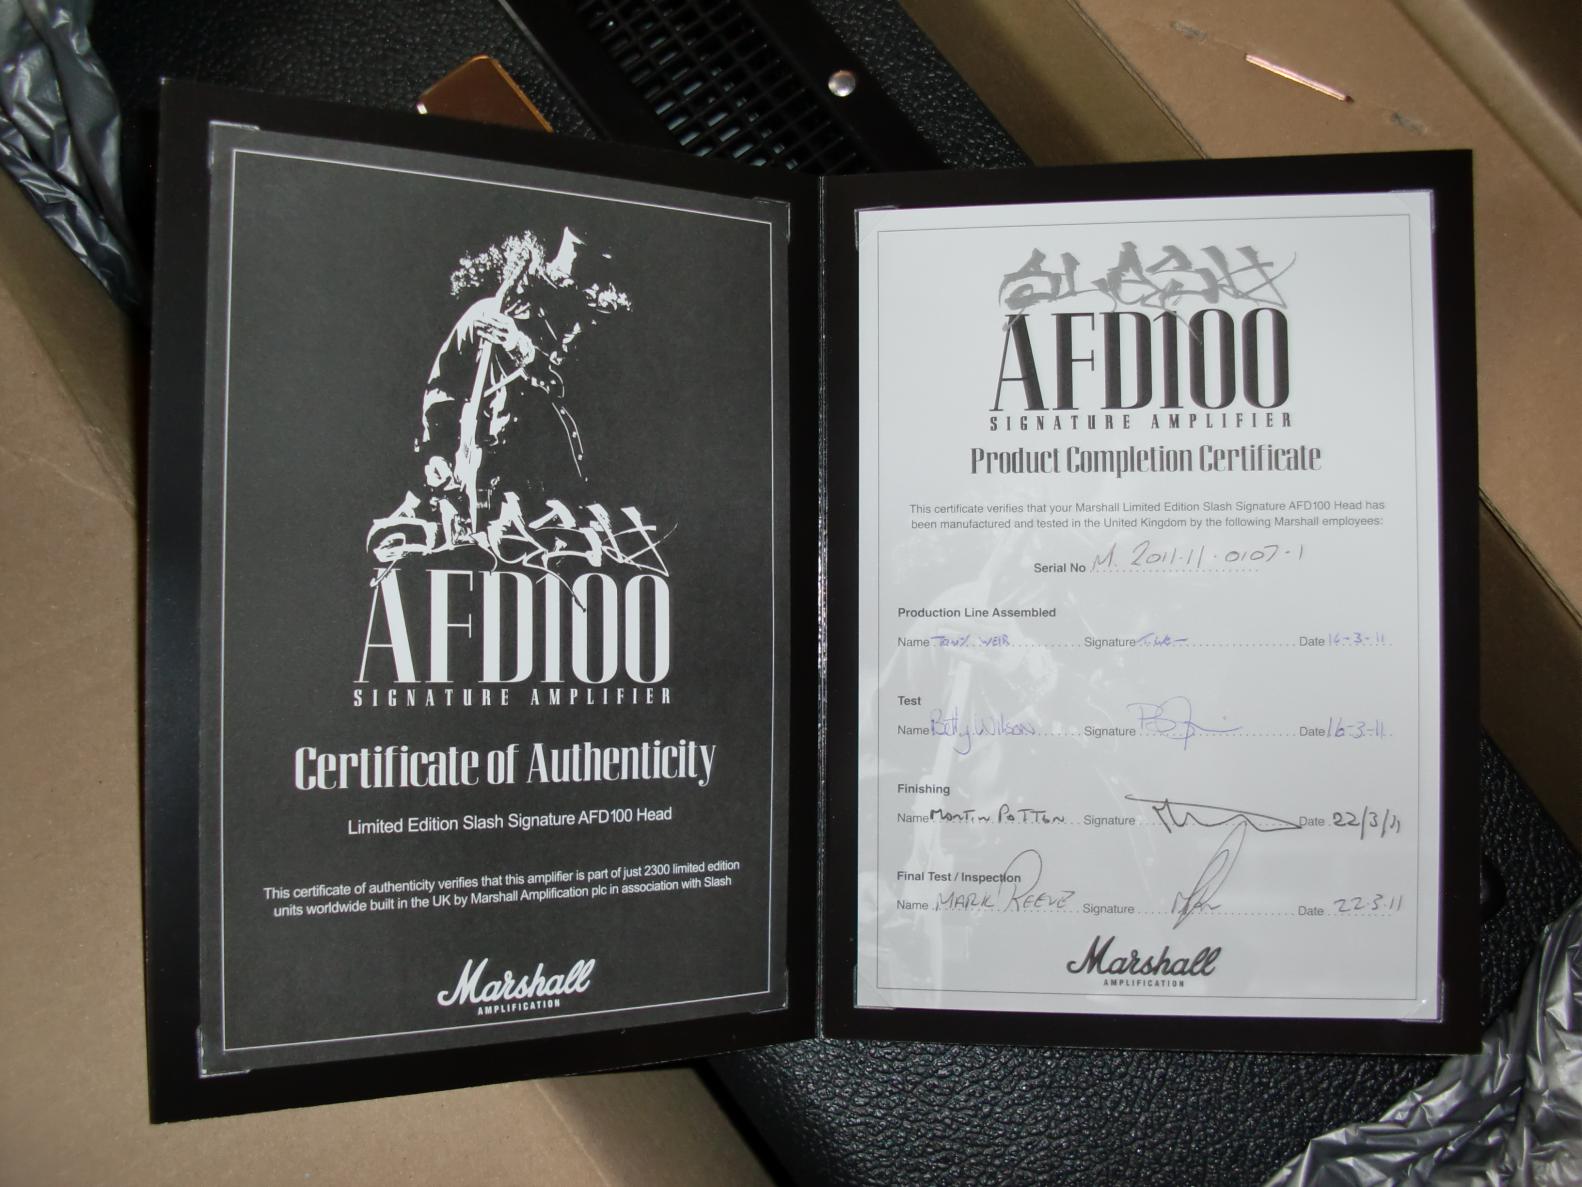 SLASH
AFD100
SIGNATURE AMPLIFIER
Certificate of Authenticity
Limited Edition Slash Signature AFD100 Head
This certificate of authenticity verifies that this amplifier is part of just 2300 limited edition
units worldwide built in the UK by Marshall Amplification plc in association with Slash
Marshall
AMPLIFICATION
SLASH
AFD100
SIGNATURE AMPLIFIER
Product Completion Certificate
This certificate verifies that your Marshall Limited Edition Slash Signature AFD100 Head has
been manufactured and tested in the United Kingdom by the following Marshall employees:
Serial No M. 2011·11·0107·1
Production Line Assembled
Name Tony WEIR Signature Date 16-3-11
Test
Name Betty Wilson Signature Date 16-3-11
Finishing
Name Martin Potton Signature Date 22/3/11
Final Test / Inspection
Name MARK REEVE Signature Date 22.3.11
Marshall
AMPLIFICATION